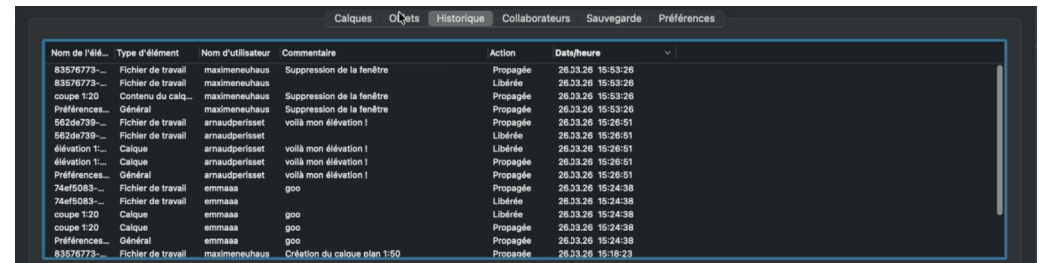 Calques Objets Historique Collaborateurs Sauvegarde Préférences
Nom de l'élé... Type d'élément Nom d'utilisateur Commentaire Action Date/heure
83576773-... Fichier de travail maximeneuhaus Suppression de la fenêtre Propagée 26.03.26 15:53:26
83576773-... Fichier de travail maximeneuhaus Libérée 26.03.26 15:53:26
coupe 1:20 Contenu du calq... maximeneuhaus Suppression de la fenêtre Propagée 26.03.26 15:53:26
Préférences... Général maximeneuhaus Suppression de la fenêtre Propagée 26.03.26 15:53:26
562de739-... Fichier de travail arnaudperisset voilà mon élévation ! Propagée 26.03.26 15:26:51
562de739-... Fichier de travail arnaudperisset Libérée 26.03.26 15:26:51
élévation 1:... Calque arnaudperisset voilà mon élévation ! Libérée 26.03.26 15:26:51
élévation 1:... Calque arnaudperisset voilà mon élévation ! Propagée 26.03.26 15:26:51
Préférences... Général arnaudperisset voilà mon élévation ! Propagée 26.03.26 15:26:51
74ef5083-... Fichier de travail emmaaa goo Propagée 26.03.26 15:24:38
74ef5083-... Fichier de travail emmaaa Libérée 26.03.26 15:24:38
coupe 1:20 Calque emmaaa goo Libérée 26.03.26 15:24:38
coupe 1:20 Calque emmaaa goo Propagée 26.03.26 15:24:38
Préférences... Général emmaaa goo Propagée 26.03.26 15:24:38
83576773-... Fichier de travail maximeneuhaus Création du calque plan 1:50 Propagée 26.03.26 15:18:23